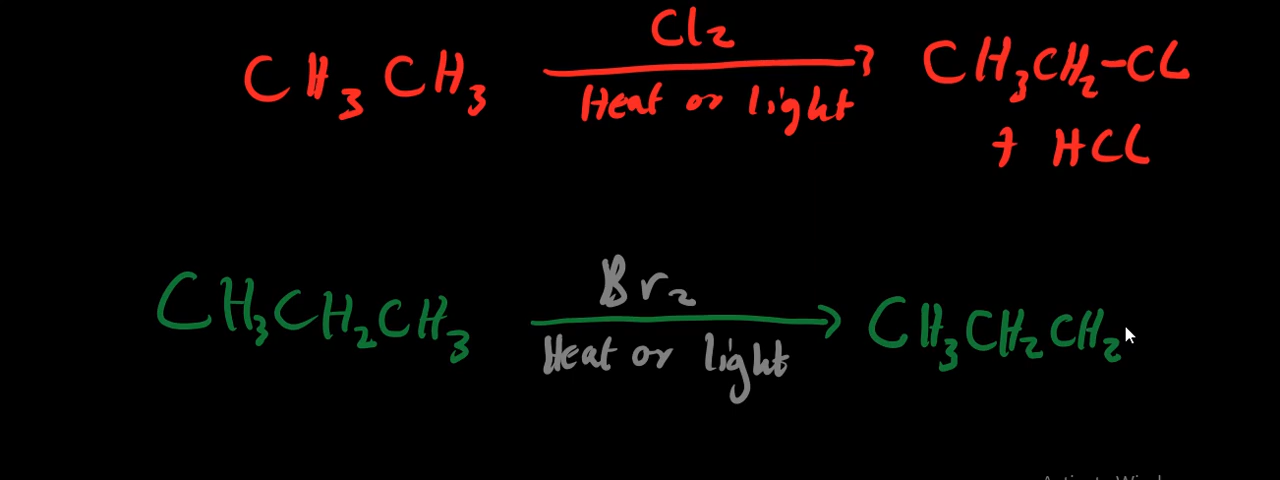 Cl2
CH3CH3 → CH3CH2-CL
Heat or light
+ HCL
Br2
CH3CH2CH3 → CH3CH2CH2
Heat or light